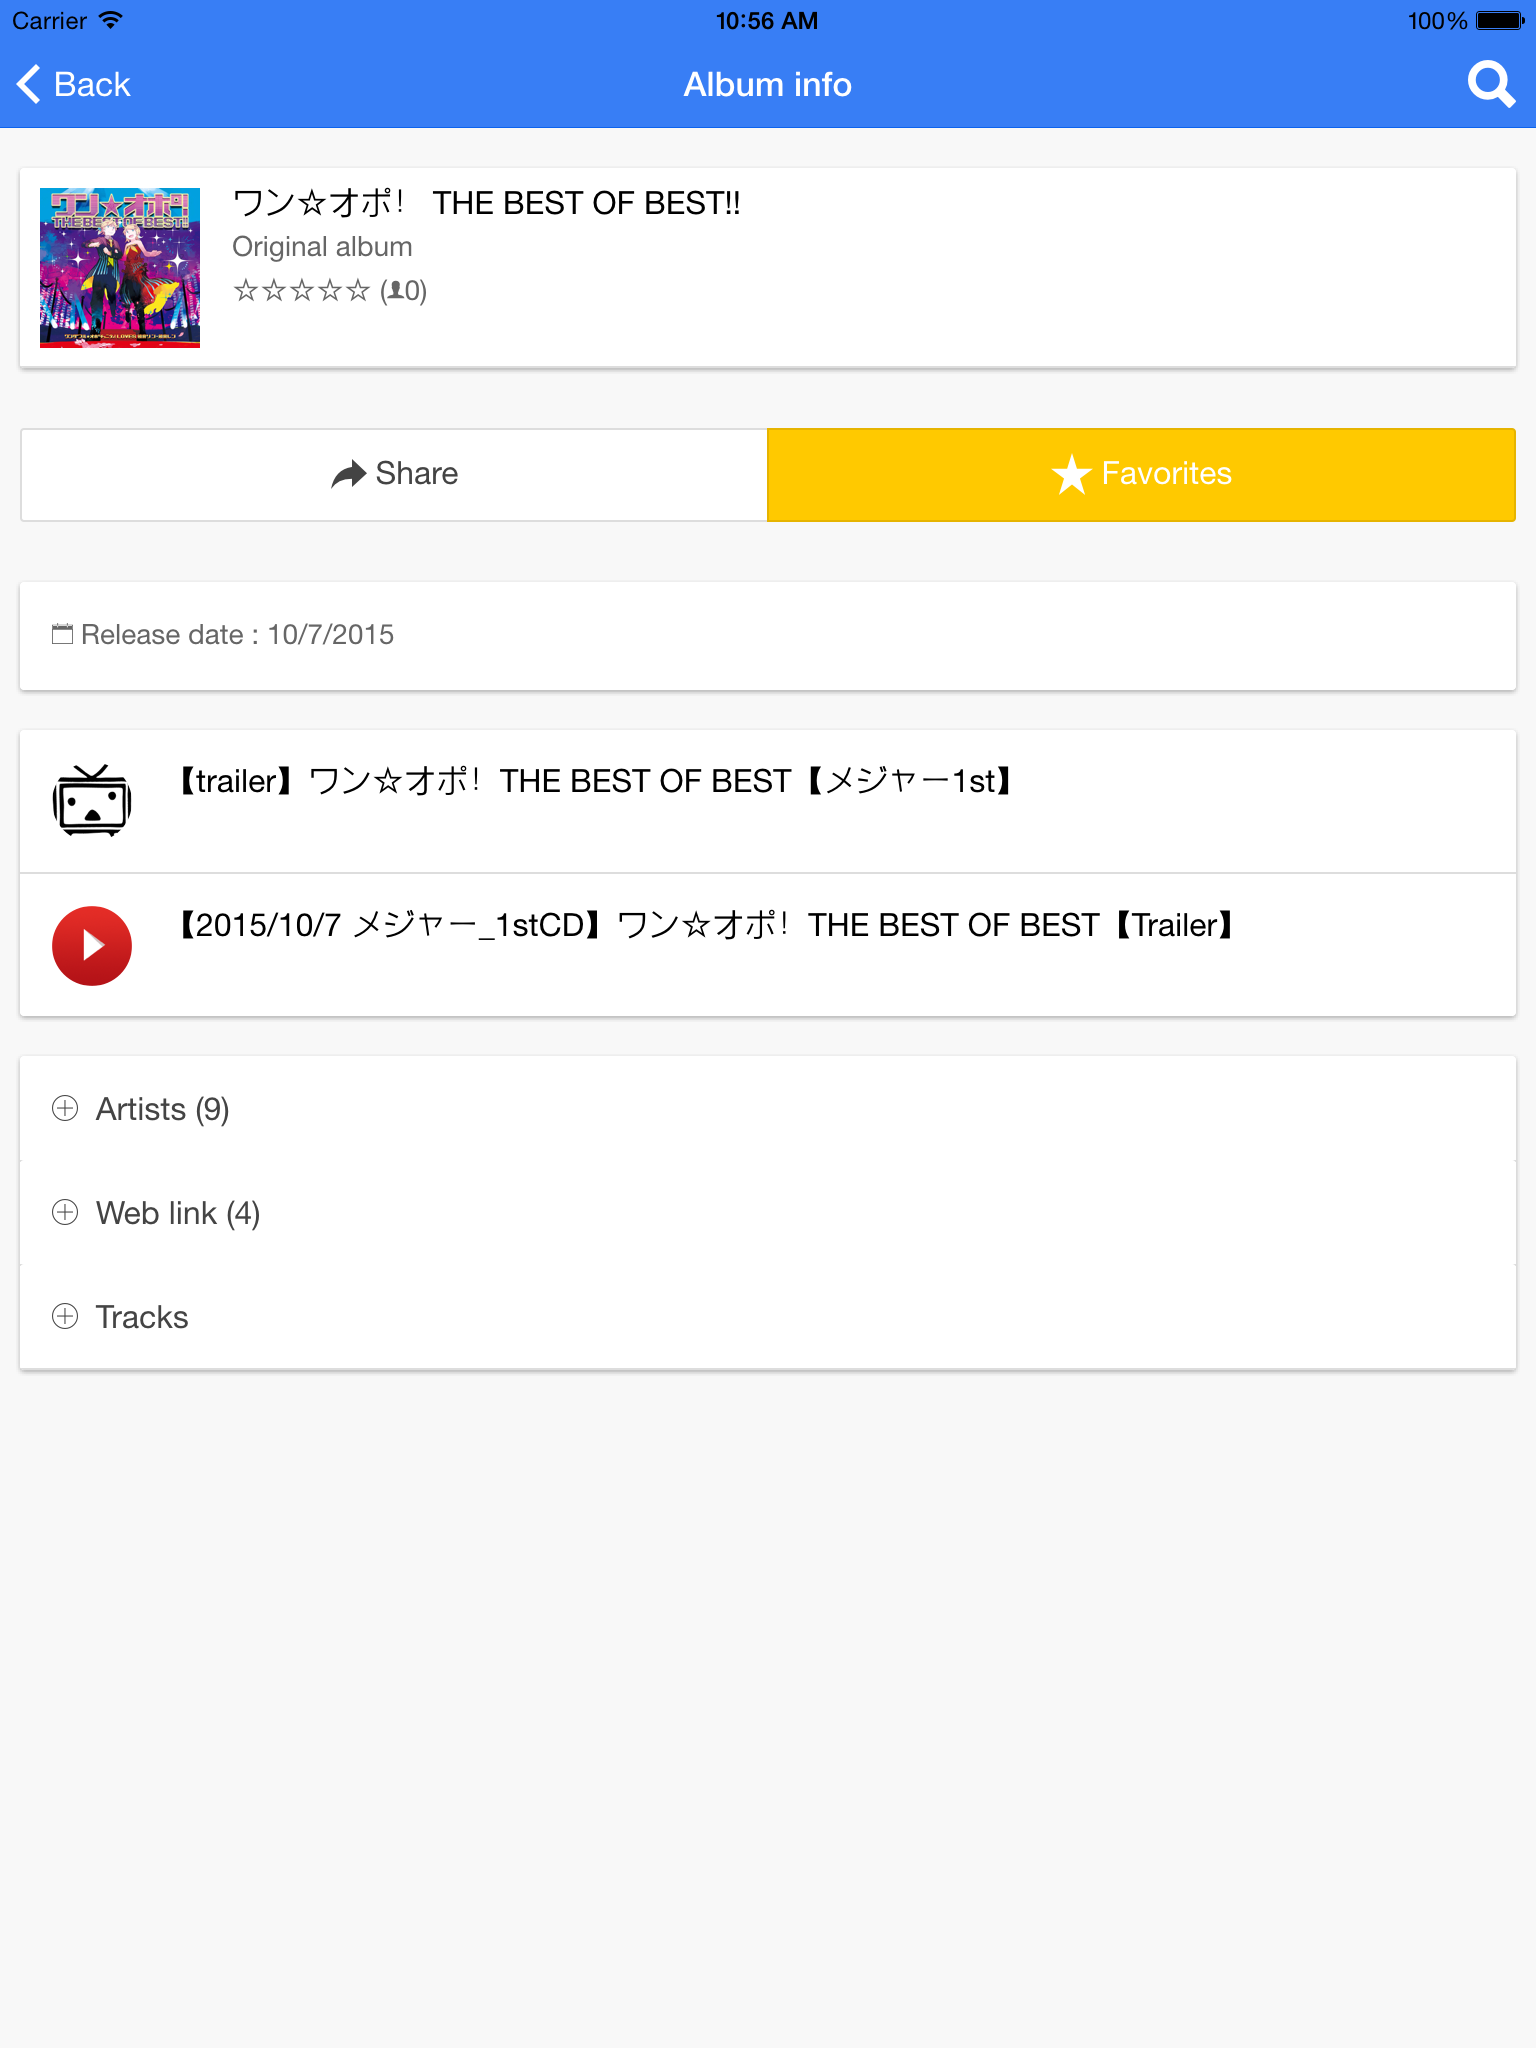 Carrier
10:56 AM
100%
Back
Album info
ワン☆オポ！ THE BEST OF BEST!!
ワン★オポ!
THE BEST OF BEST!!
Original album
☆☆☆☆☆ (0)
Share
Favorites
Release date : 10/7/2015
【trailer】ワン☆オポ！THE BEST OF BEST【メジャー1st】
【2015/10/7 メジャー_1stCD】ワン☆オポ！THE BEST OF BEST【Trailer】
Artists (9)
Web link (4)
Tracks